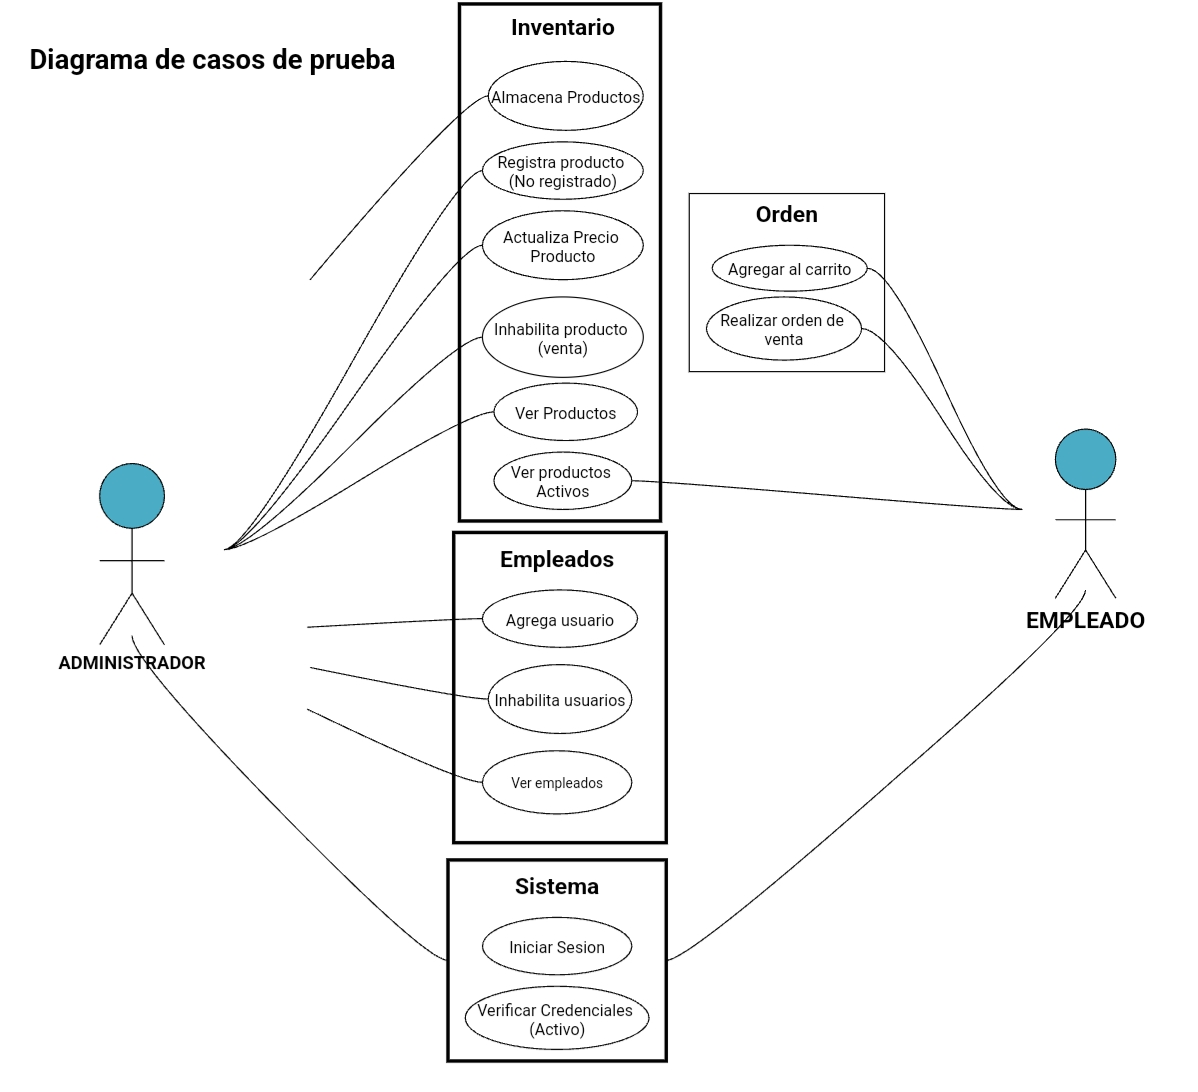 Diagrama de casos de prueba
Inventario
Almacena Productos
Registra producto
(No registrado)
Actualiza Precio
Producto
Inhabilita producto
(venta)
Ver Productos
Ver productos
Activos
Orden
Agregar al carrito
Realizar orden de
venta
ADMINISTRADOR
EMPLEADO
Empleados
Agrega usuario
Inhabilita usuarios
Ver empleados
Sistema
Iniciar Sesion
Verificar Credenciales
(Activo)